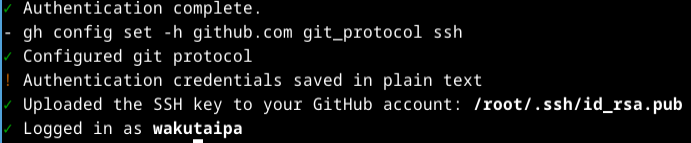 ✓ Authentication complete.
- gh config set -h github.com git_protocol ssh
✓ Configured git protocol
! Authentication credentials saved in plain text
✓ Uploaded the SSH key to your GitHub account: /root/.ssh/id_rsa.pub
✓ Logged in as wakutaipa